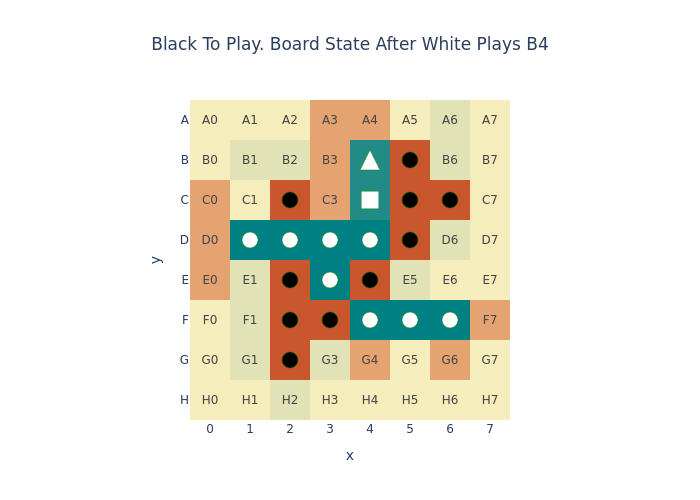 Black To Play. Board State After White Plays B4
A A0 A1 A2 A3 A4 A5 A6 A7
B B0 B1 B2 B3 B6 B7
C C0 C1 C3 C7
D D0 D6 D7
E E0 E1 E5 E6 E7
F F0 F1 F7
G G0 G1 G3 G4 G5 G6 G7
H H0 H1 H2 H3 H4 H5 H6 H7
0 1 2 3 4 5 6 7
x
y